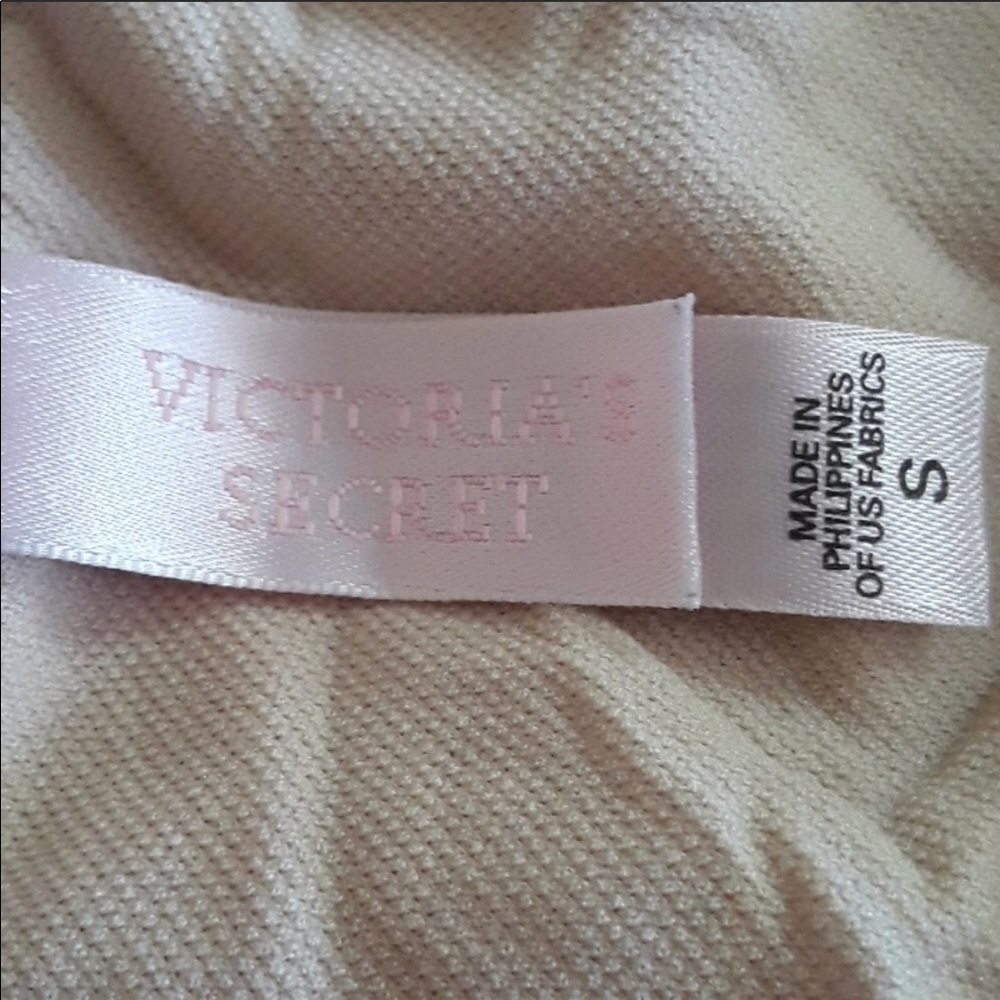 VICTORIA'S
SECRET
MADE IN
PHILIPPINES
OF US FABRICS
S